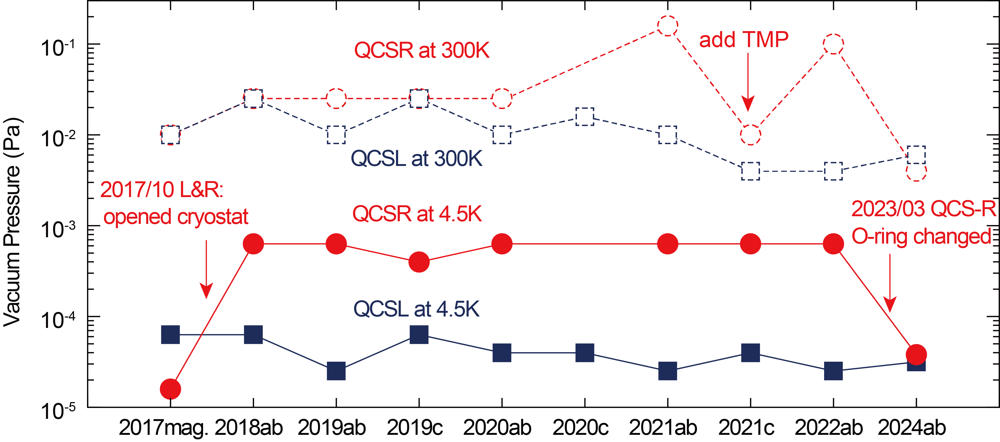 Vacuum Pressure (Pa)
10-1
10-2
10-3
10-4
10-5
QCSR at 300K
add TMP
QCSL at 300K
2017/10 L&R:
opened cryostat
QCSR at 4.5K
2023/03 QCS-R
O-ring changed
QCSL at 4.5K
2017mag. 2018ab 2019ab 2019c 2020ab 2020c 2021ab 2021c 2022ab 2024ab